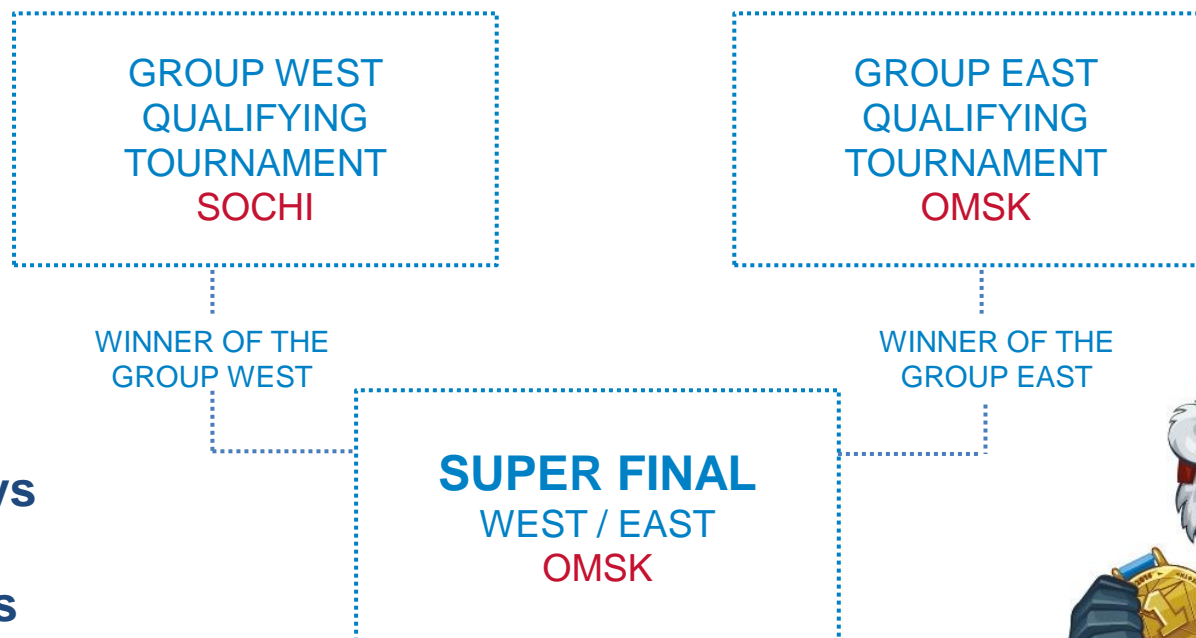 GROUP WEST
QUALIFYING
TOURNAMENT
SOCHI
GROUP EAST
QUALIFYING
TOURNAMENT
OMSK
WINNER OF THE
GROUP WEST
WINNER OF THE
GROUP EAST
SUPER FINAL
WEST / EAST
OMSK
ys
s